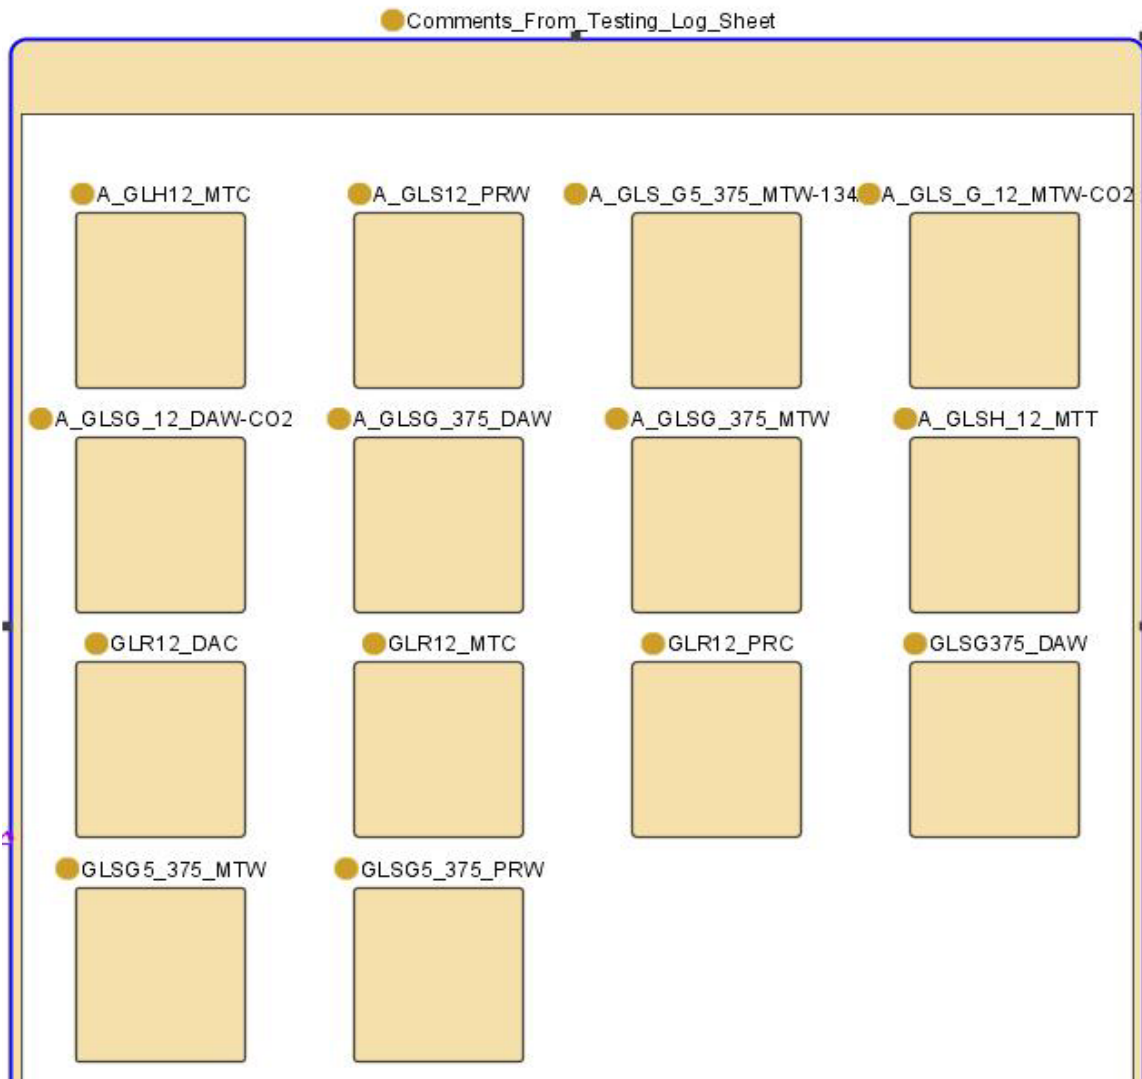 Comments_From_Testing_Log_Sheet
A_GLH12_MTC
A_GLS12_PRW
A_GLS_G5_375_MTW-134
A_GLS_G_12_MTW-CO2
A_GLSG_12_DAW-CO2
A_GLSG_375_DAW
A_GLSG_375_MTW
A_GLSH_12_MTT
GLR12_DAC
GLR12_MTC
GLR12_PRC
GLSG375_DAW
GLSG5_375_MTW
GLSG5_375_PRW